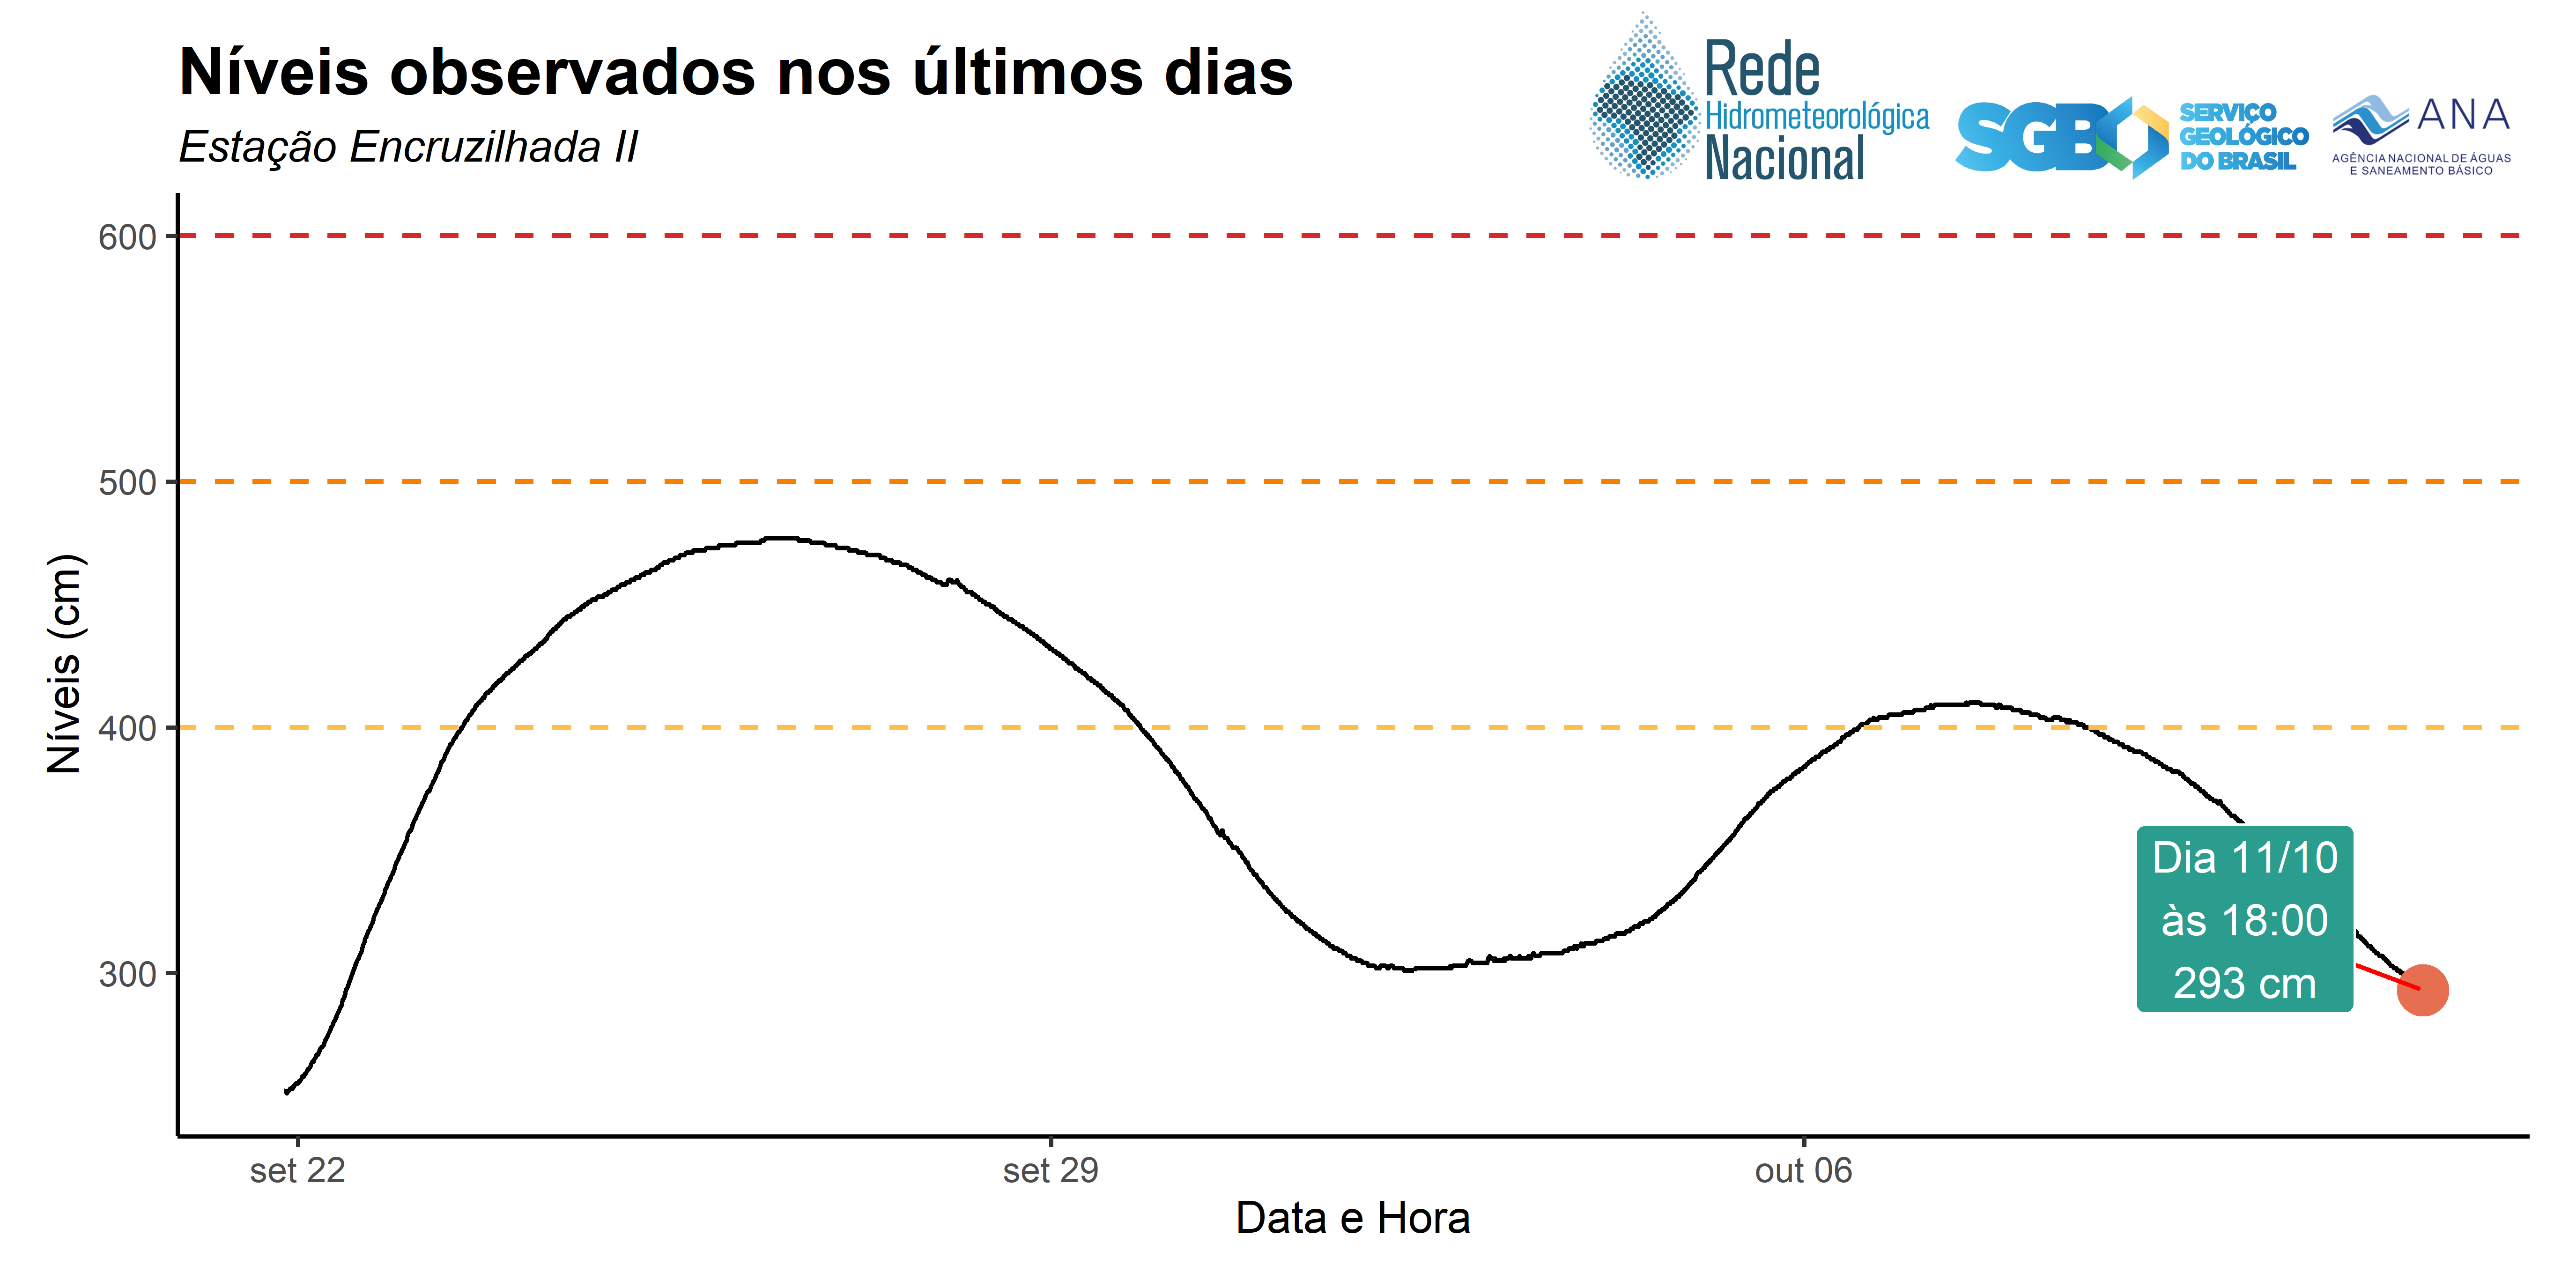 Níveis observados nos últimos dias
Estação Encruzilhada II
Rede
Hidrometeorológica
Nacional
SGB
SERVIÇO
GEOLÓGICO
DO BRASIL
ANA
AGÊNCIA NACIONAL DE ÁGUAS
E SANEAMENTO BÁSICO
Níveis (cm)
600
500
400
300
Dia 11/10
às 18:00
293 cm
set 22
set 29
out 06
Data e Hora